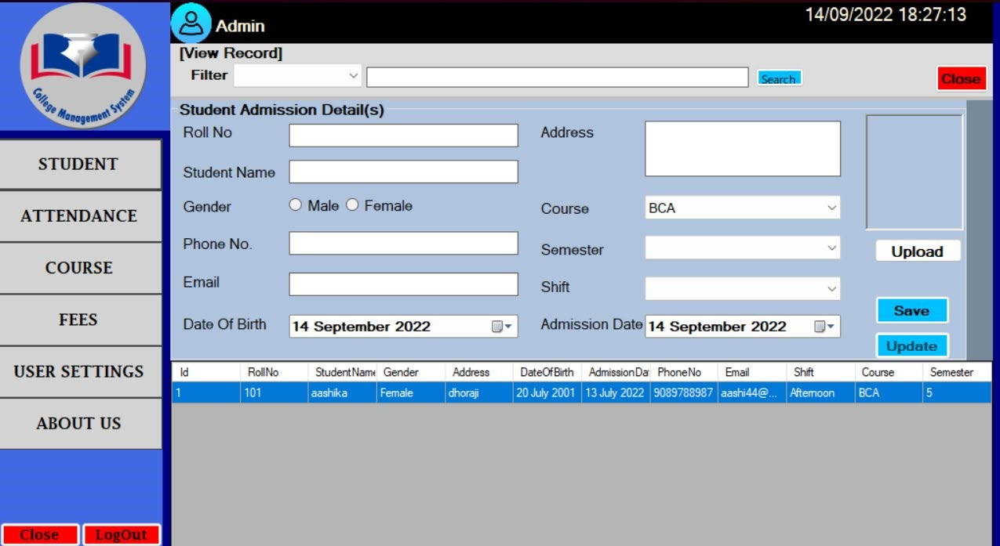 College Management System
Admin
14/09/2022 18:27:13
[View Record]
Filter
Search
Close
STUDENT
ATTENDANCE
COURSE
FEES
USER SETTINGS
ABOUT US
Close LogOut
Student Admission Detail(s)
Roll No
Student Name
Gender Male Female
Phone No.
Email
Date Of Birth 14 September 2022
Address
Course BCA
Semester
Shift
Admission Date 14 September 2022
Upload
Save
Update
Id RollNo StudentName Gender Address DateOfBirth AdmissionDat PhoneNo Email Shift Course Semester
1 101 aashika Female dhoraji 20 July 2001 13 July 2022 9089788987 aashi44@... Afternoon BCA 5